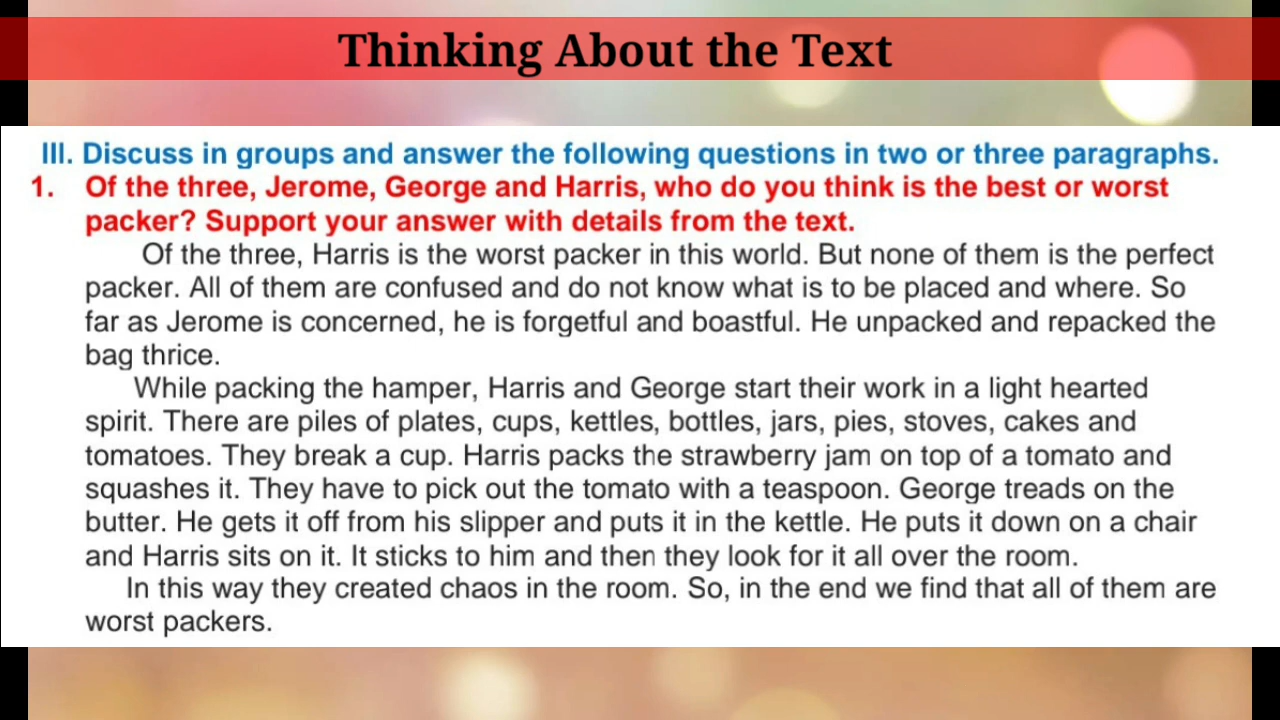 Thinking About the Text
III. Discuss in groups and answer the following questions in two or three paragraphs.
1. Of the three, Jerome, George and Harris, who do you think is the best or worst
packer? Support your answer with details from the text.
Of the three, Harris is the worst packer in this world. But none of them is the perfect
packer. All of them are confused and do not know what is to be placed and where. So
far as Jerome is concerned, he is forgetful and boastful. He unpacked and repacked the
bag thrice.
While packing the hamper, Harris and George start their work in a light hearted
spirit. There are piles of plates, cups, kettles, bottles, jars, pies, stoves, cakes and
tomatoes. They break a cup. Harris packs the strawberry jam on top of a tomato and
squashes it. They have to pick out the tomato with a teaspoon. George treads on the
butter. He gets it off from his slipper and puts it in the kettle. He puts it down on a chair
and Harris sits on it. It sticks to him and then they look for it all over the room.
In this way they created chaos in the room. So, in the end we find that all of them are
worst packers.